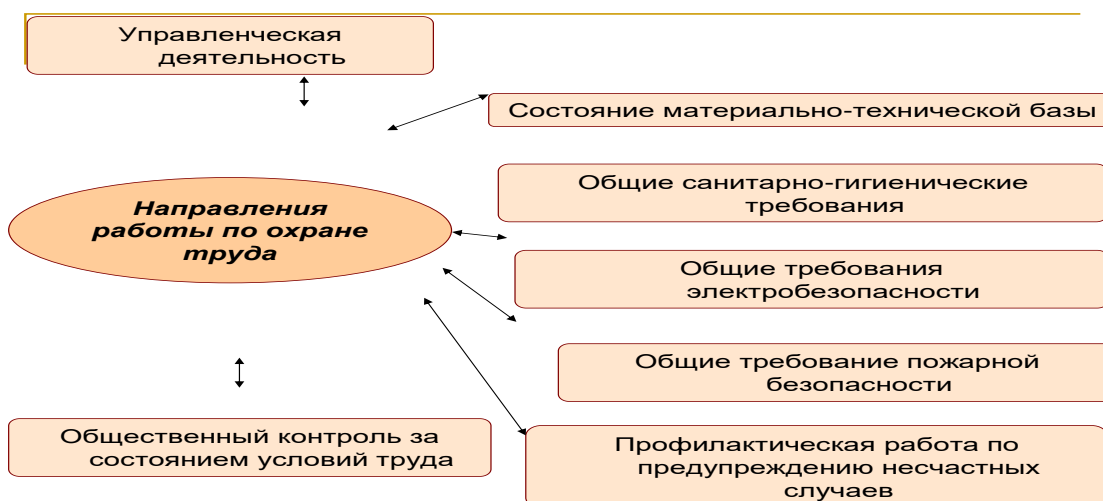 Управленческая
деятельность
Состояние материально-технической базы
Общие санитарно-гигиенические
требования
Направления
работы по охране
труда
Общие требования
электробезопасности
Общие требование пожарной
безопасности
Общественный контроль за
состоянием условий труда
Профилактическая работа по
предупреждению несчастных
случаев